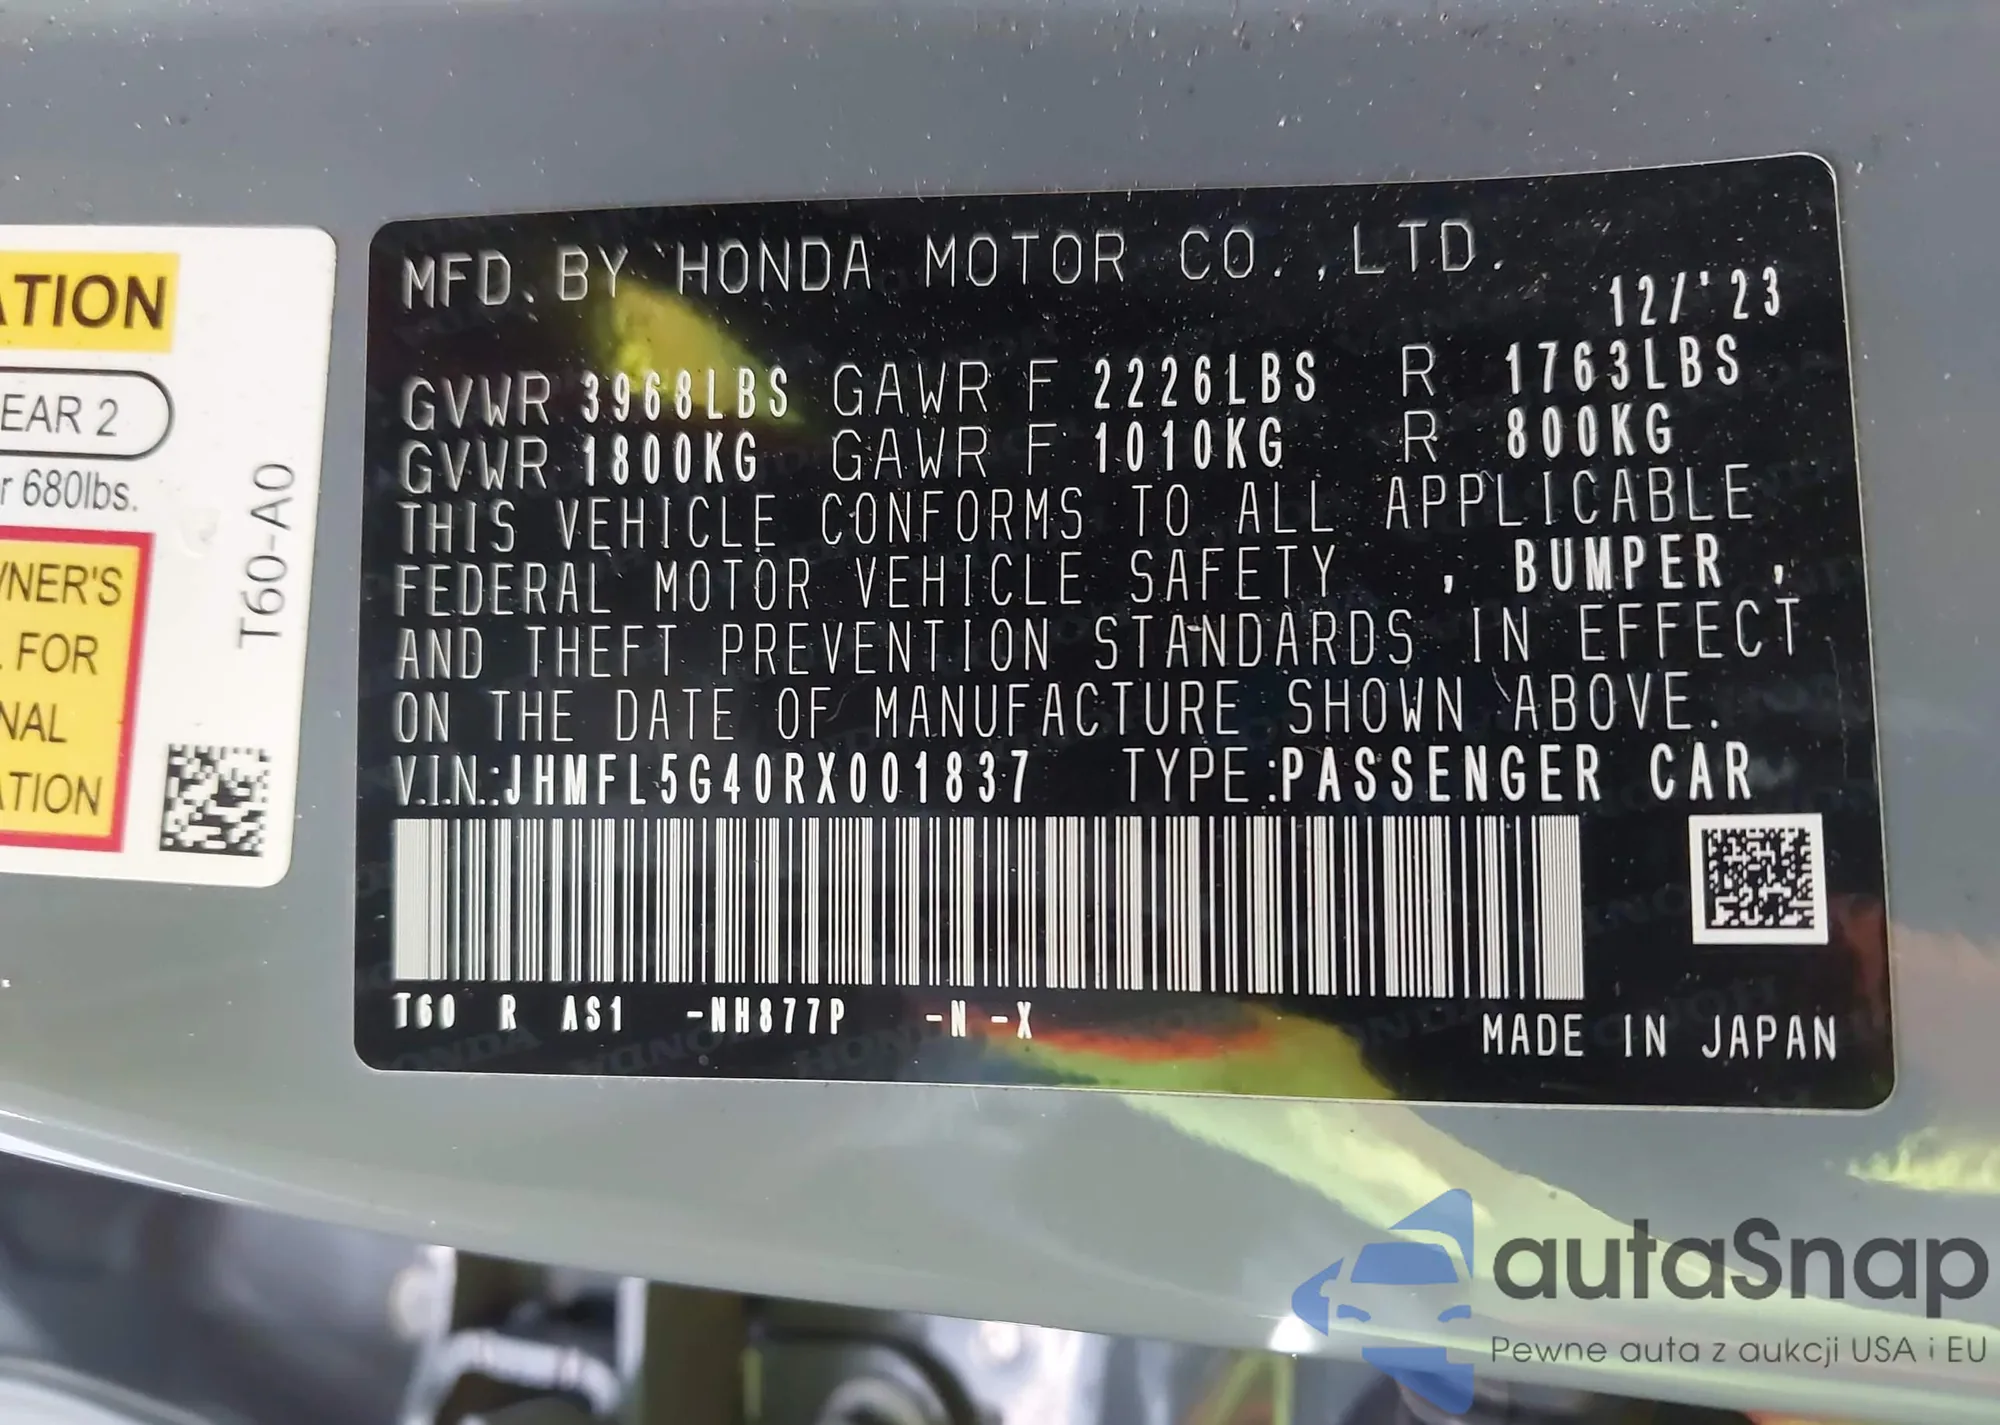 ATION
EAR 2
r 680lbs.
WNER'S
FOR
NAL
ATION
T60-A0
MFD. BY HONDA MOTOR CO.,LTD.
12/'23
GVWR 3968LBS GAWR F 2226LBS R 1763LBS
GVWR 1800KG GAWR F 1010KG R 800KG
THIS VEHICLE CONFORMS TO ALL APPLICABLE
FEDERAL MOTOR VEHICLE SAFETY , BUMPER ,
AND THEFT PREVENTION STANDARDS IN EFFECT
ON THE DATE OF MANUFACTURE SHOWN ABOVE.
V.I.N.:JHMFL5G40RX001837 TYPE:PASSENGER CAR
T60 R AS1 -NH877P -N -X
MADE IN JAPAN
autaSnap
Pewne auta z aukcji USA i EU